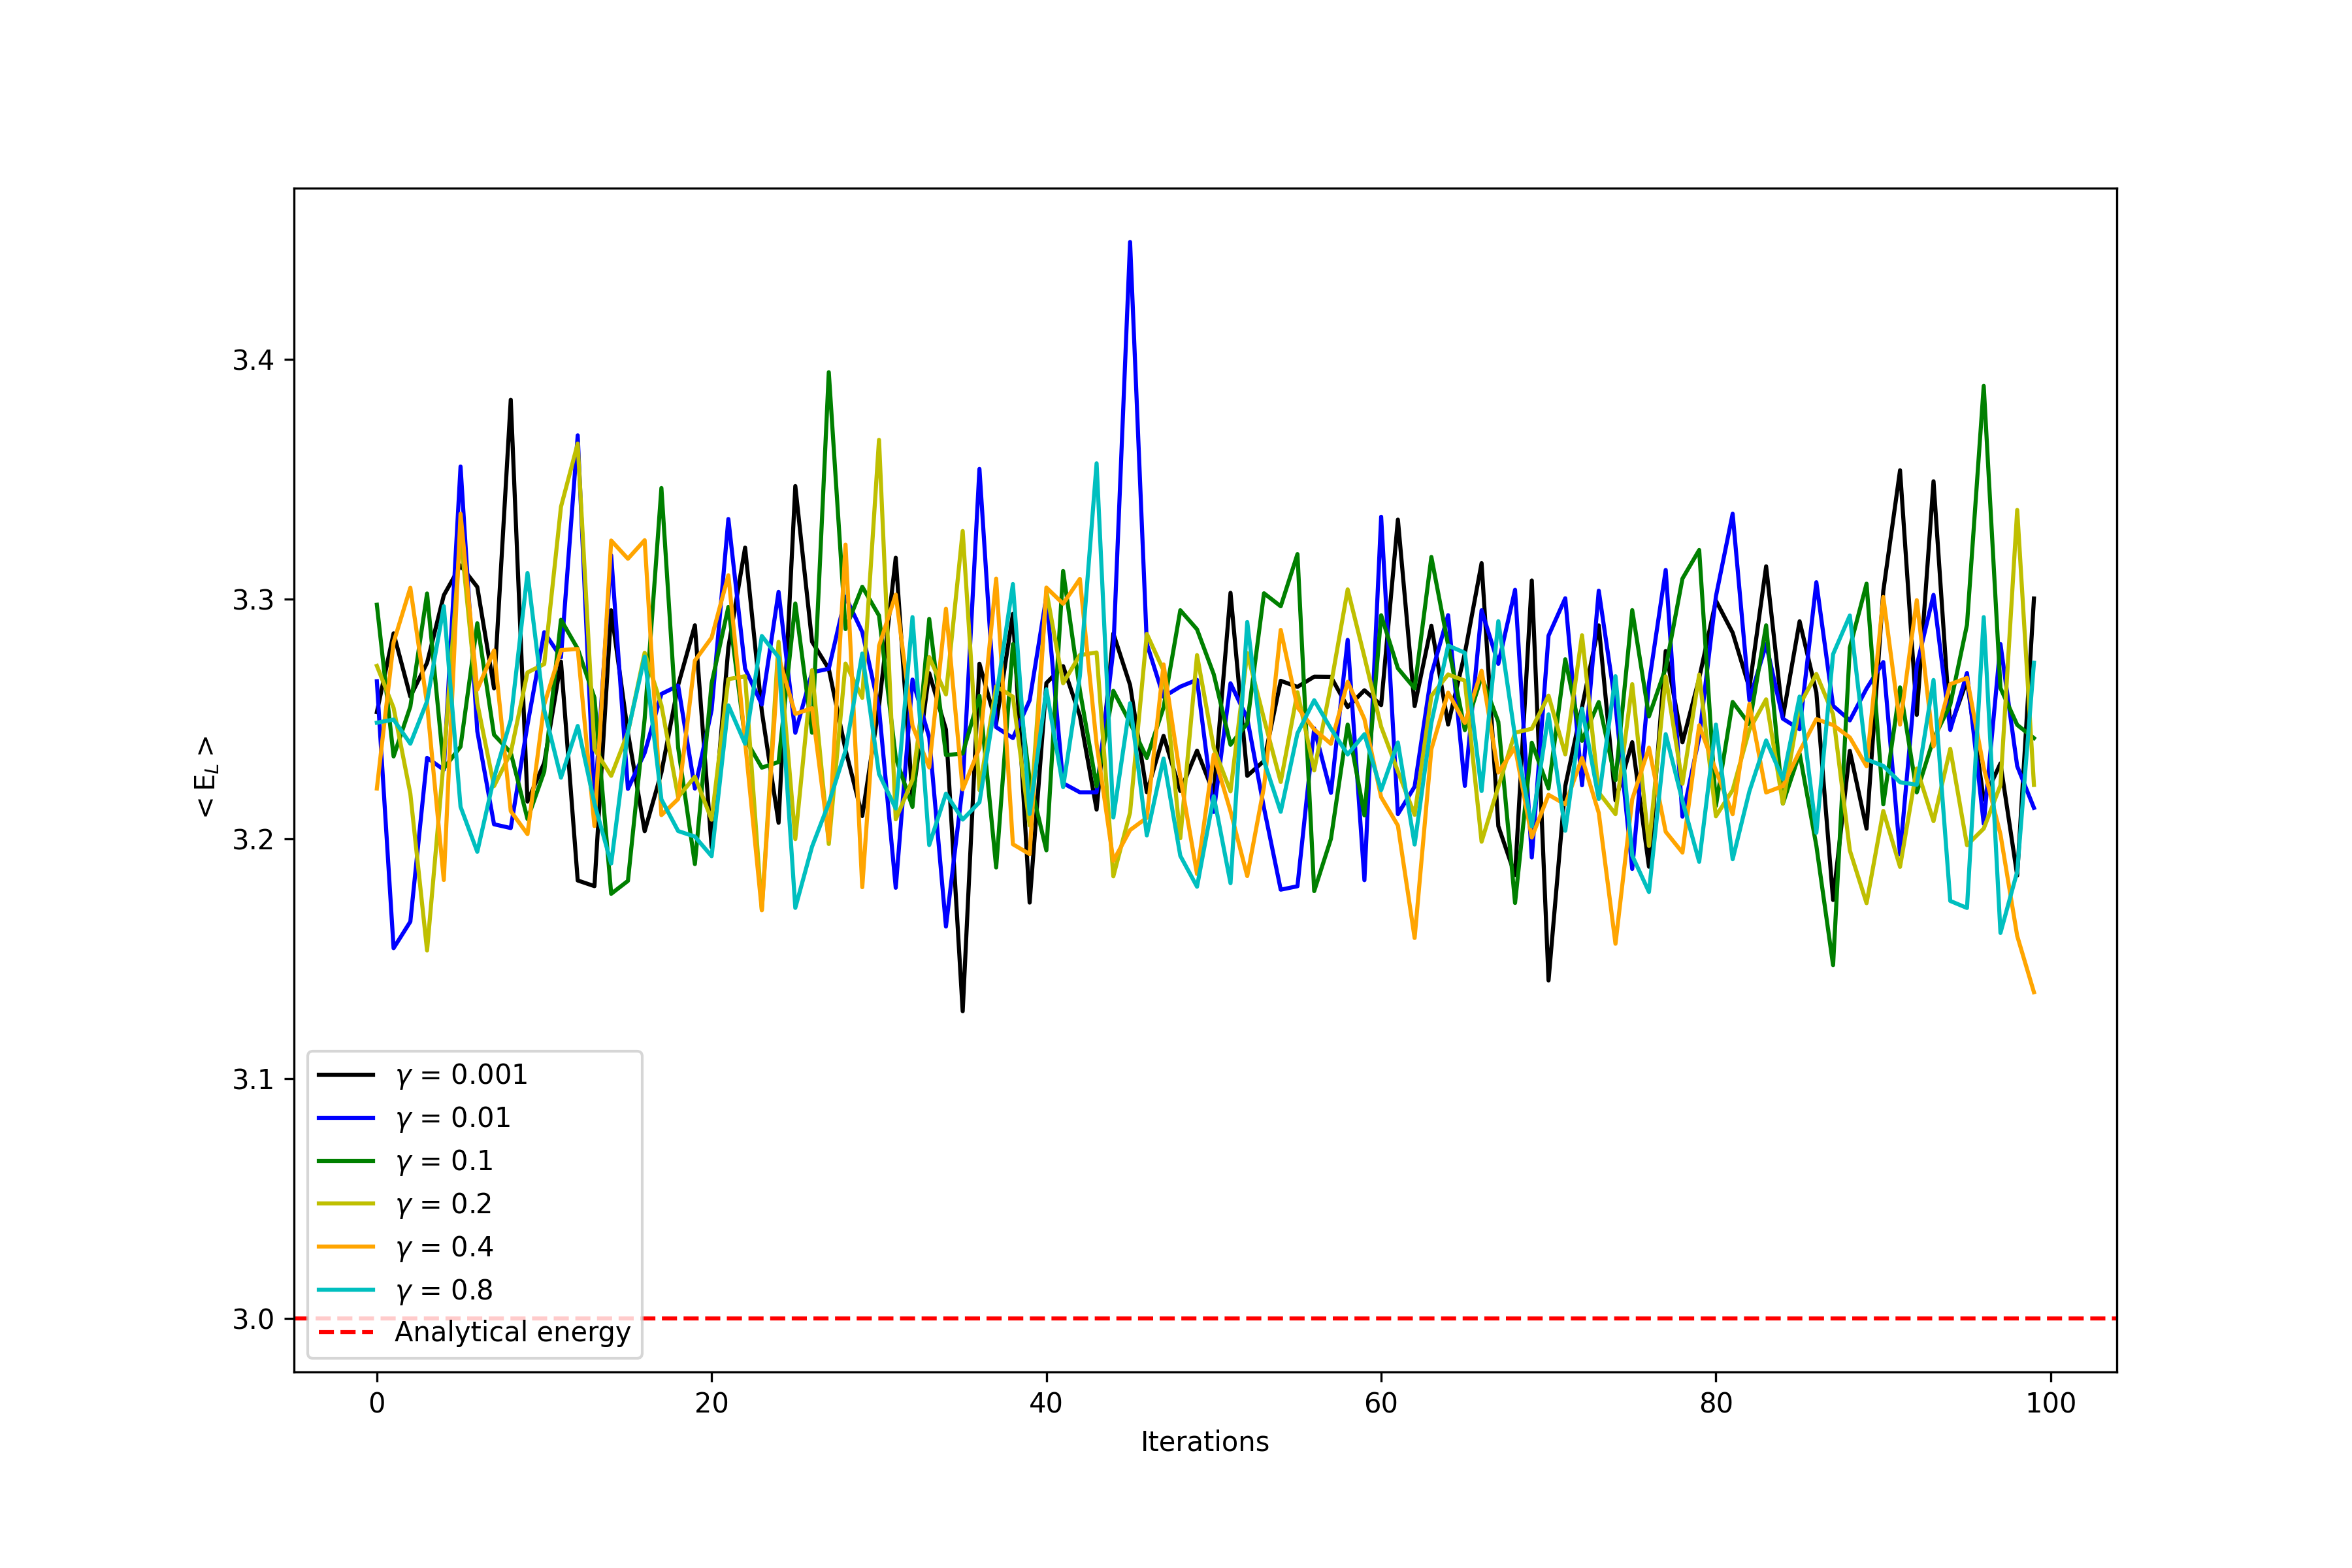 3.4
3.3
3.2
3.1
3.0
<E_L>
0 20 40 60 80 100
Iterations
γ = 0.001
γ = 0.01
γ = 0.1
γ = 0.2
γ = 0.4
γ = 0.8
Analytical energy